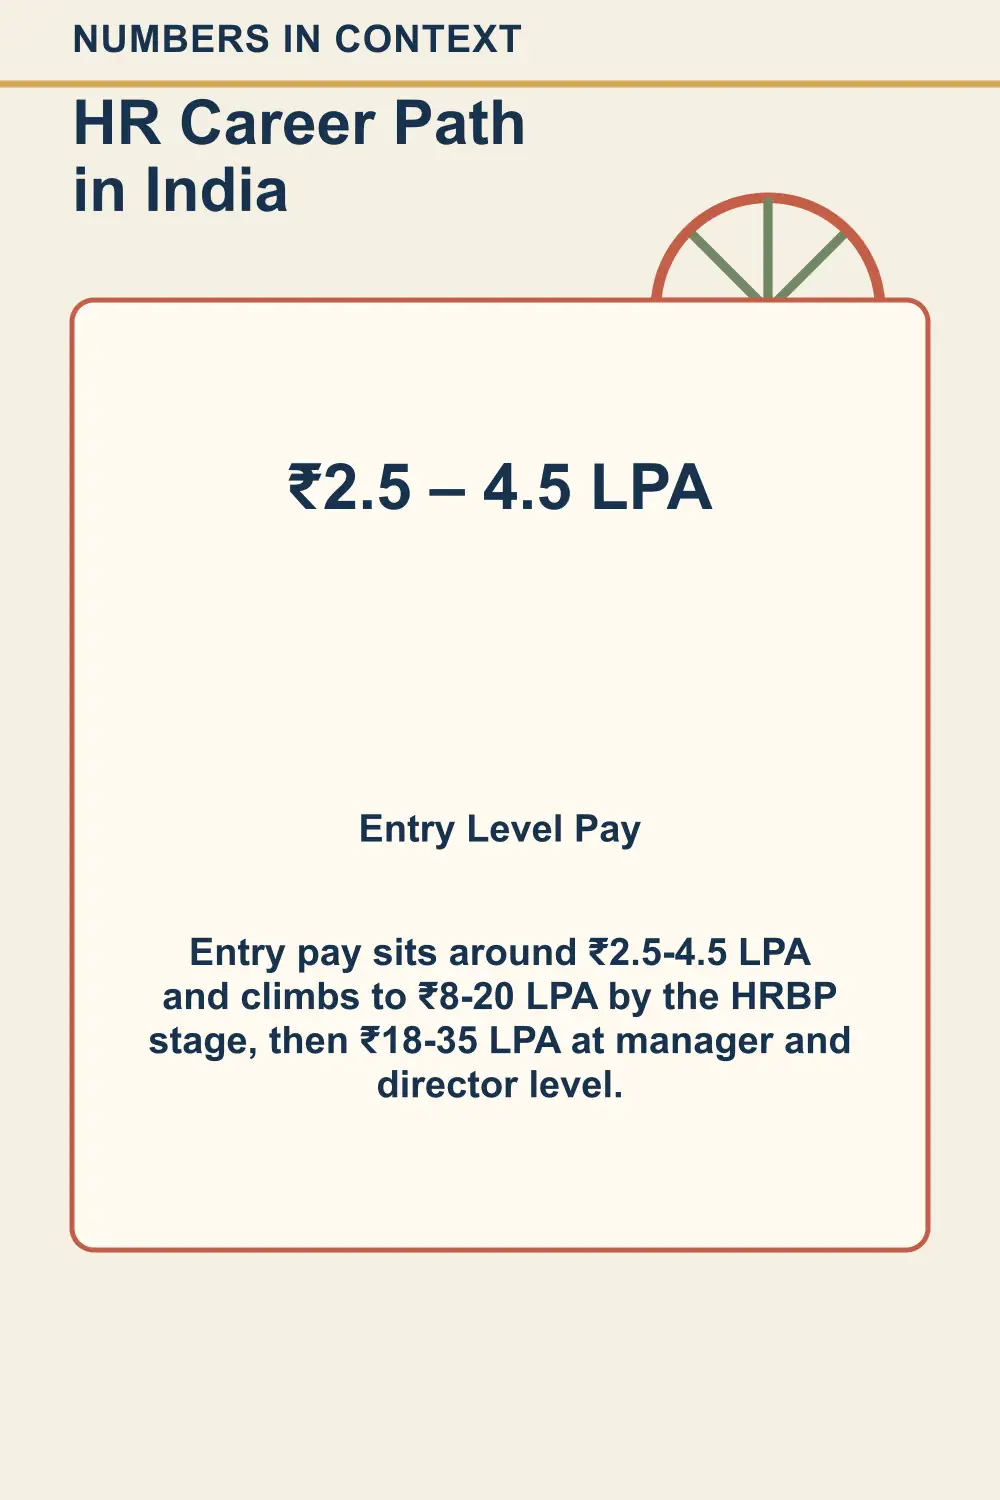 NUMBERS IN CONTEXT
HR Career Path
in India
₹2.5 – 4.5 LPA
Entry Level Pay
Entry pay sits around ₹2.5-4.5 LPA
and climbs to ₹8-20 LPA by the HRBP
stage, then ₹18-35 LPA at manager and
director level.